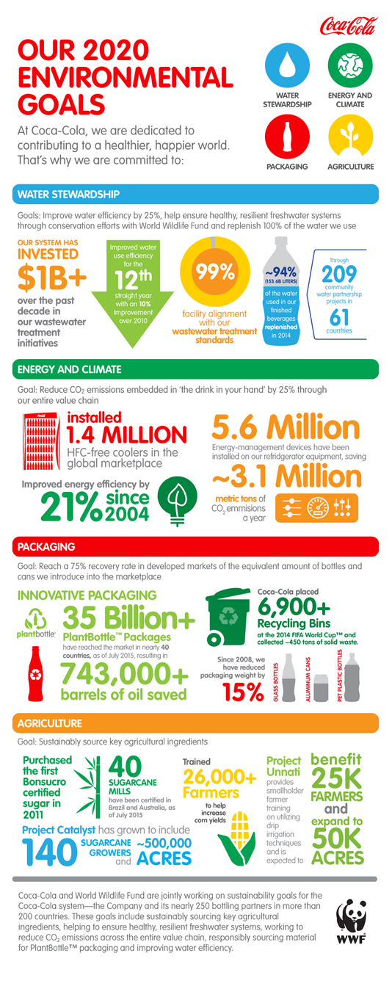 Coca-Cola
OUR 2020
ENVIRONMENTAL
GOALS
At Coca-Cola, we are dedicated to
contributing to a healthier, happier world.
That's why we are committed to:
WATER
STEWARDSHIP
ENERGY AND
CLIMATE
PACKAGING
AGRICULTURE
WATER STEWARDSHIP
Goals: Improve water efficiency by 25%, help ensure healthy, resilient freshwater systems
through conservation efforts with World Wildlife Fund and replenish 100% of the water we use
OUR SYSTEM HAS
INVESTED
$1B+
over the past
decade in
our wastewater
treatment
initiatives
Improved water
use efficiency
for the
12th
straight year
with an 10%
Improvement
over 2010
99%
facility alignment
with our
wastewater treatment
standards
~94%
(153.6B LITERS)
of the water
used in our
finished
beverages
replenished
in 2014
Through
209
community
water partnership
projects in
61
countries
ENERGY AND CLIMATE
Goal: Reduce CO₂ emissions embedded in 'the drink in your hand' by 25% through
our entire value chain
installed
1.4 MILLION
HFC-free coolers in the
global marketplace
Improved energy efficiency by
21% since
2004
5.6 Million
Energy-management devices have been
installed on our refridgerator equipment, saving
~3.1 Million
metric tons of
CO₂ emmisions
a year
PACKAGING
Goal: Reach a 75% recovery rate in developed markets of the equivalent amount of bottles and
cans we introduce into the marketplace
INNOVATIVE PACKAGING
plantbottle™
35 Billion+
PlantBottle™ Packages
have reached the market in nearly 40
countries, as of July 2015, resulting in
743,000+
barrels of oil saved
Coca-Cola placed
6,900+
Recycling Bins
at the 2014 FIFA World Cup™ and
collected ~450 tons of solid waste.
Since 2008, we
have reduced
packaging weight by
15%
GLASS BOTTLES
ALUMINUM CANS
PET PLASTIC BOTTLES
AGRICULTURE
Goal: Sustainably source key agricultural ingredients
Purchased
the first
Bonsucro
certified
sugar in
2011
40
SUGARCANE
MILLS
have been certified in
Brazil and Australia, as
of July 2015
Project Catalyst has grown to include
140 SUGARCANE
GROWERS
and
~500,000
ACRES
Trained
26,000+
Farmers
to help
increase
corn yields
Project
Unnati
provides
smallholder
farmer
training
on utilizing
drip
irrigation
techniques
and is
expected to
benefit
25K
FARMERS
and
expand to
50K
ACRES
Coca-Cola and World Wildlife Fund are jointly working on sustainability goals for the
Coca-Cola system—the Company and its nearly 250 bottling partners in more than
200 countries. These goals include sustainably sourcing key agricultural
ingredients, helping to ensure healthy, resilient freshwater systems, working to
reduce CO₂ emissions across the entire value chain, responsibly sourcing material
for PlantBottle™ packaging and improving water efficiency.
WWF